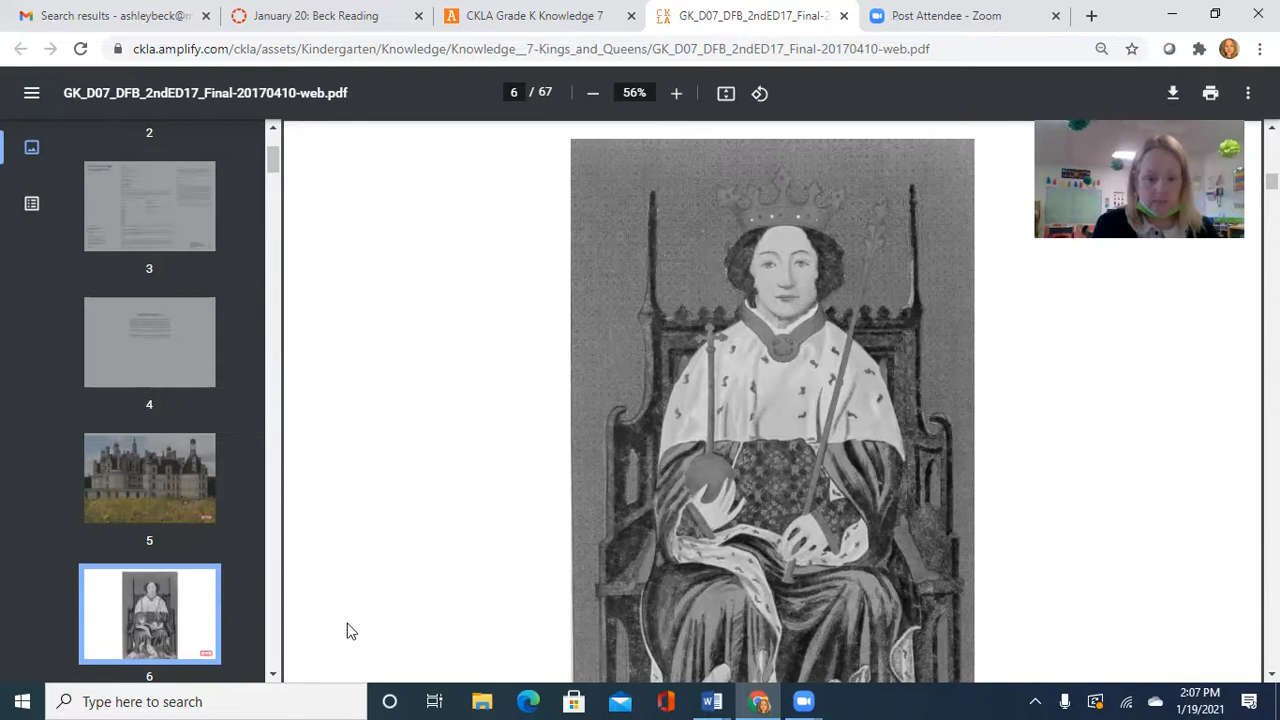 Search results - ashleybeck@m
January 20: Beck Reading
CKLA Grade K Knowledge 7
GK_D07_DFB_2ndED17_Final-2
Post Attendee - Zoom
ckla.amplify.com/ckla/assets/Kindergarten/Knowledge/Knowledge__7-Kings_and_Queens/GK_D07_DFB_2ndED17_Final-20170410-web.pdf
GK_D07_DFB_2ndED17_Final-20170410-web.pdf
6 / 67
56%
2
3
4
5
6
Type here to search
2:07 PM
1/19/2021